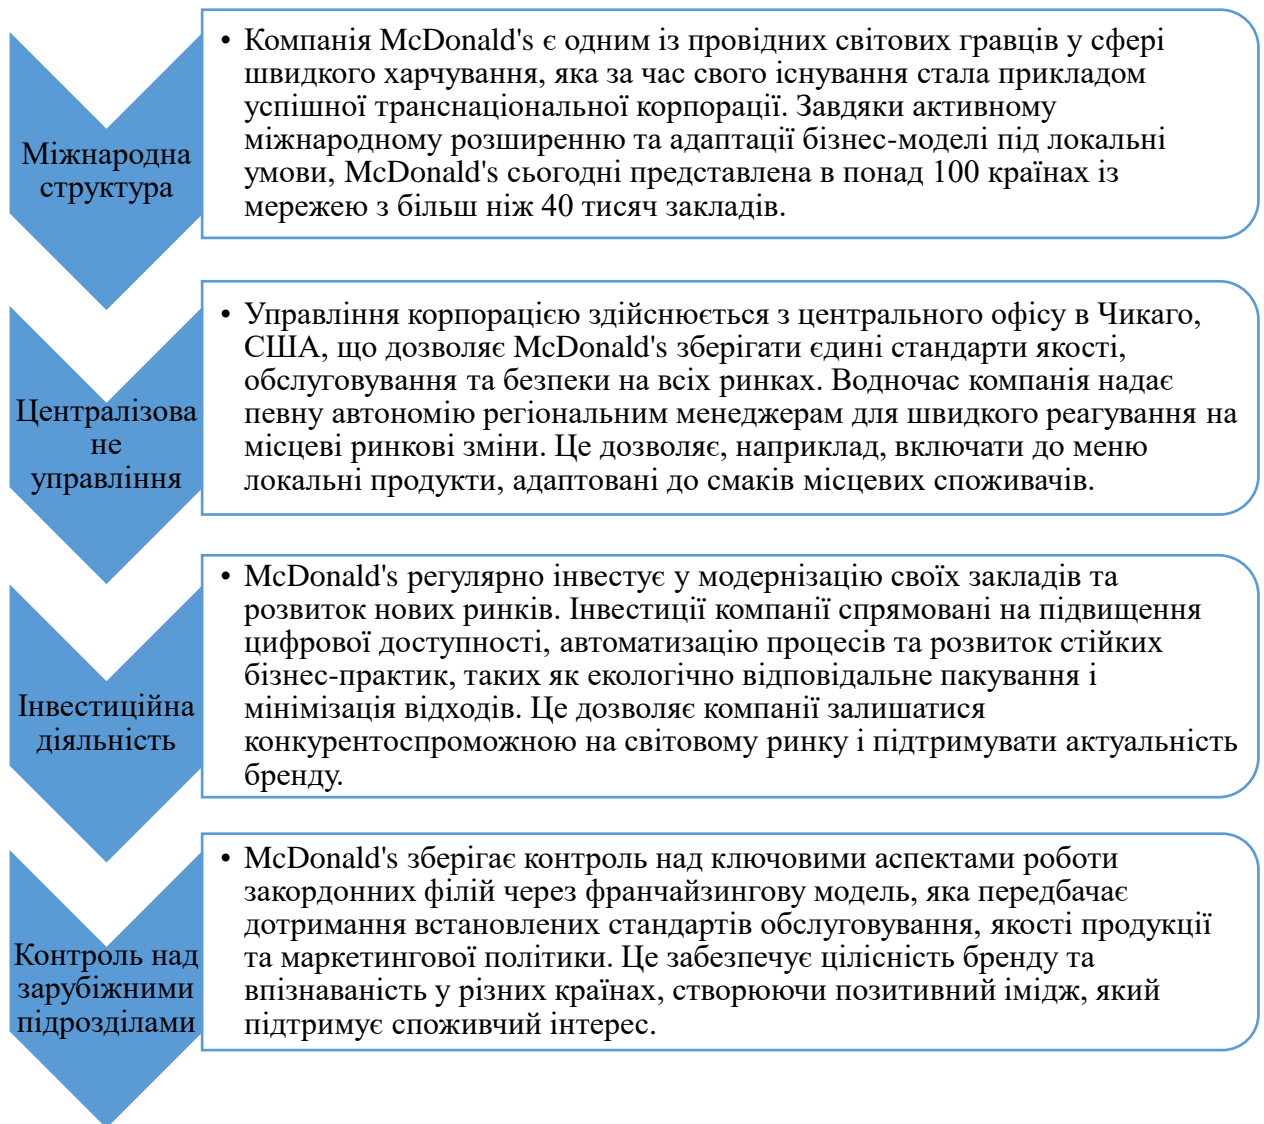 Міжнародна
структура
• Компанія McDonald's є одним із провідних світових гравців у сфері
швидкого харчування, яка за час свого існування стала прикладом
успішної транснаціональної корпорації. Завдяки активному
міжнародному розширенню та адаптації бізнес-моделі під локальні
умови, McDonald's сьогодні представлена в понад 100 країнах із
мережею з більш ніж 40 тисяч закладів.
Централізова
не
управління
• Управління корпорацією здійснюється з центрального офісу в Чикаго,
США, що дозволяє McDonald's зберігати єдині стандарти якості,
обслуговування та безпеки на всіх ринках. Водночас компанія надає
певну автономію регіональним менеджерам для швидкого реагування на
місцеві ринкові зміни. Це дозволяє, наприклад, включати до меню
локальні продукти, адаптовані до смаків місцевих споживачів.
Інвестиційна
діяльність
• McDonald's регулярно інвестує у модернізацію своїх закладів та
розвиток нових ринків. Інвестиції компанії спрямовані на підвищення
цифрової доступності, автоматизацію процесів та розвиток стійких
бізнес-практик, таких як екологічно відповідальне пакування і
мінімізація відходів. Це дозволяє компанії залишатися
конкурентоспроможною на світовому ринку і підтримувати актуальність
бренду.
Контроль над
зарубіжними
підрозділами
• McDonald's зберігає контроль над ключовими аспектами роботи
закордонних філій через франчайзингову модель, яка передбачає
дотримання встановлених стандартів обслуговування, якості продукції
та маркетингової політики. Це забезпечує цілісність бренду та
впізнаваність у різних країнах, створюючи позитивний імідж, який
підтримує споживчий інтерес.